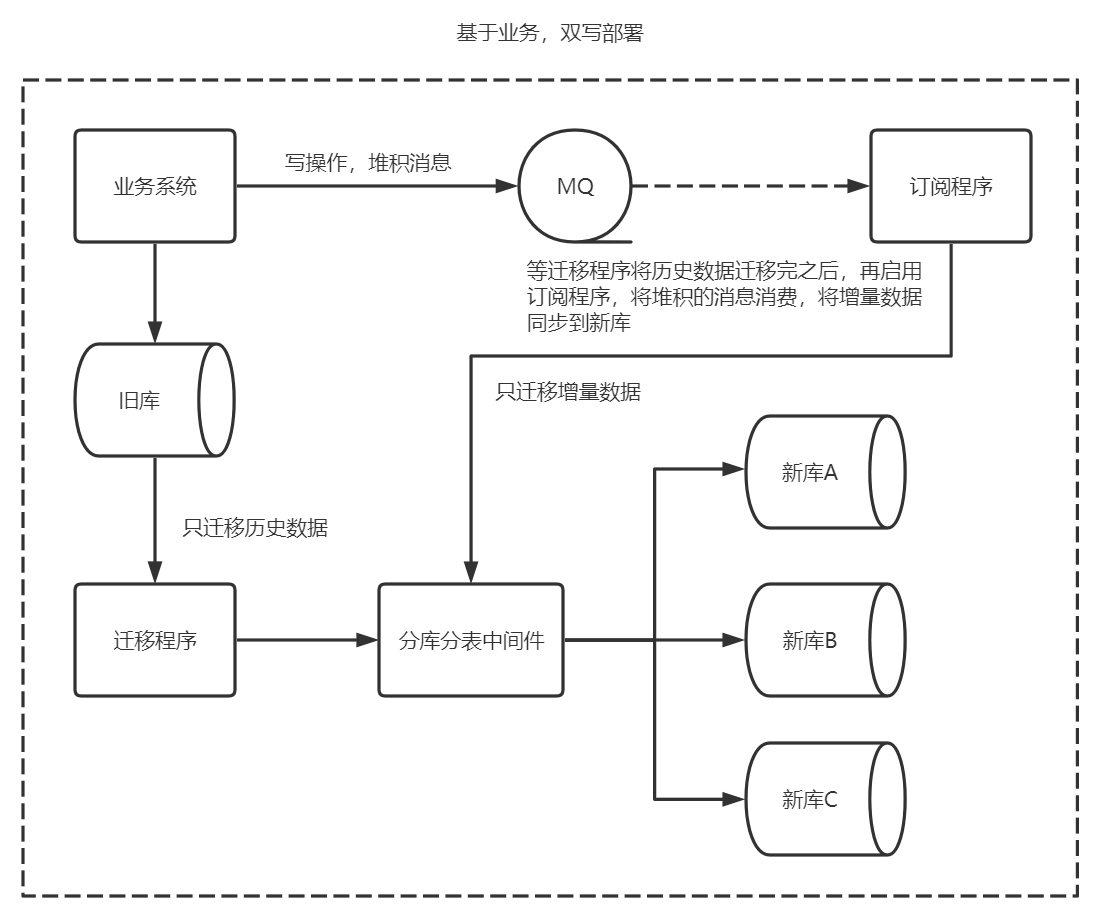 基于业务，双写部署
业务系统
写操作，堆积消息
MQ
订阅程序
等迁移程序将历史数据迁移完之后，再启用
订阅程序，将堆积的消息消费，将增量数据
同步到新库
旧库
只迁移增量数据
新库A
只迁移历史数据
迁移程序
分库分表中间件
新库B
新库C